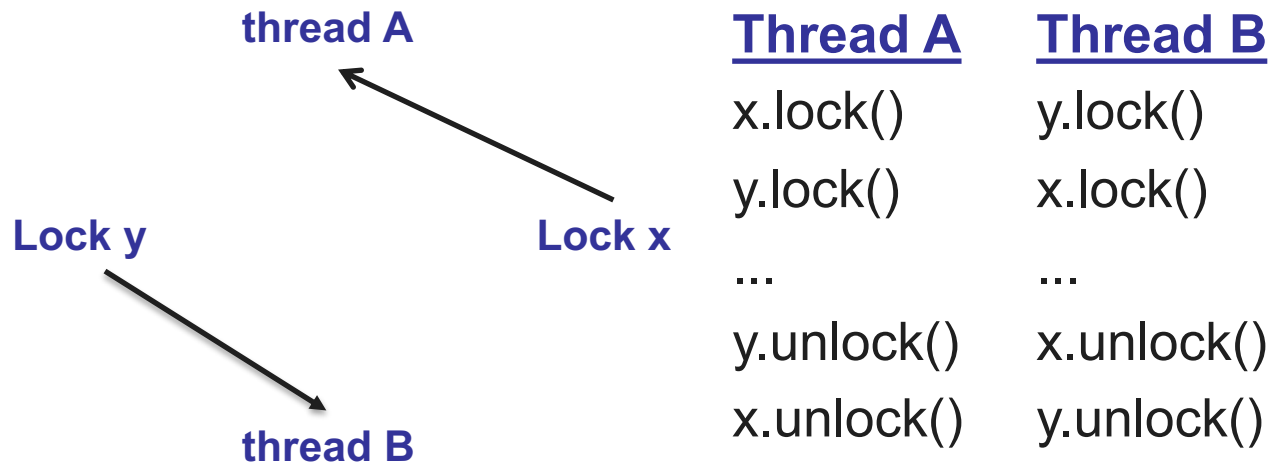 thread A
Lock y
Lock x
thread B
Thread A Thread B
x.lock() y.lock()
y.lock() x.lock()
... ...
y.unlock() x.unlock()
x.unlock() y.unlock()